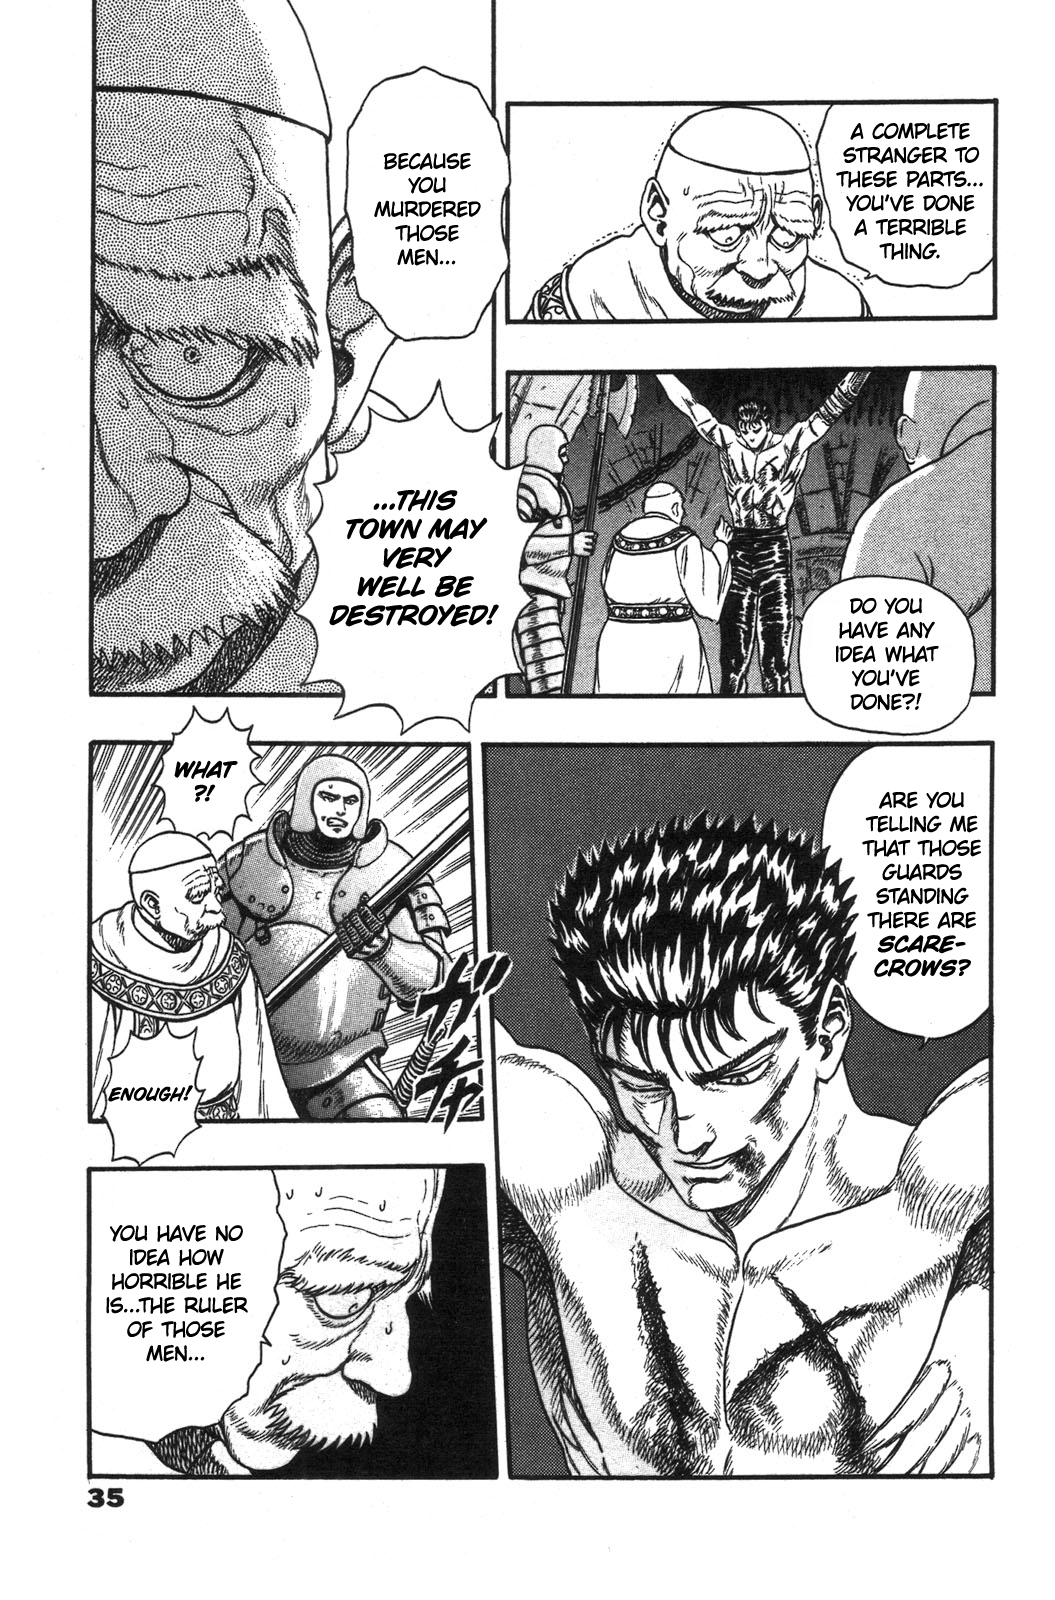 A COMPLETE
STRANGER TO
THESE PARTS...
YOU'VE DONE
A TERRIBLE
THING.
DO YOU
HAVE ANY
IDEA WHAT
YOU'VE
DONE?!
BECAUSE
YOU
MURDERED
THOSE
MEN...
...THIS
TOWN MAY
VERY
WELL BE
DESTROYED!
ARE YOU
TELLING ME
THAT THOSE
GUARDS
STANDING
THERE ARE
SCARE-
CROWS?
WHAT
?!
ENOUGH!
ガチャ
YOU HAVE NO
IDEA HOW
HORRIBLE HE
IS...THE RULER
OF THOSE
MEN...
35